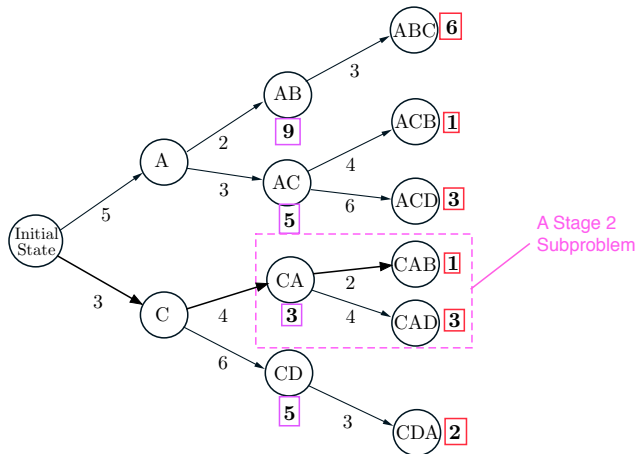 ABC 6
3
AB
9
2
ACB 1
A
4
3
AC
5
6
ACD 3
5
Initial
State
A Stage 2
Subproblem
CAB 1
CA
3
2
4
CAD 3
3
4
C
6
CD
5
3
CDA 2